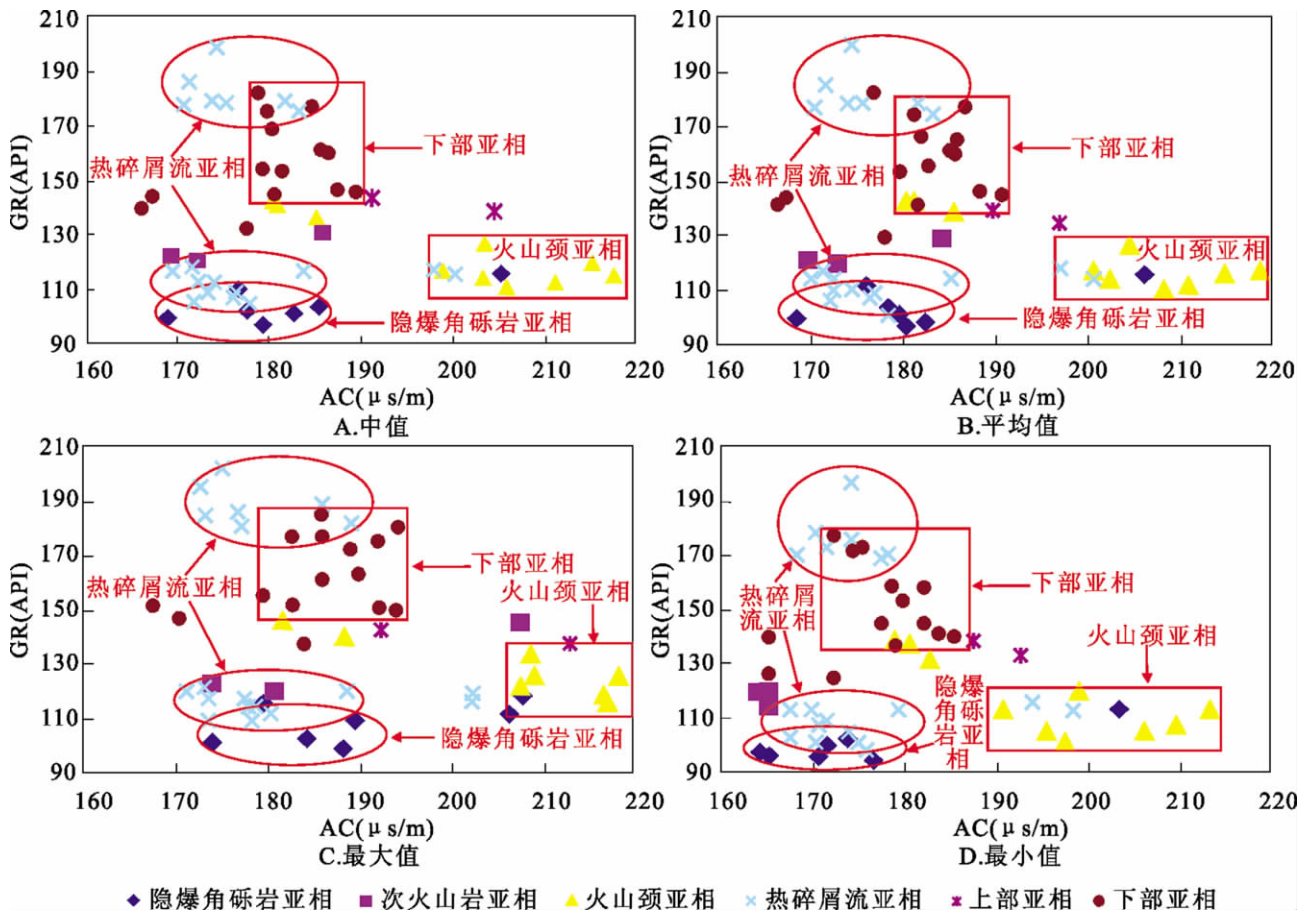 210
190
170
150
130
110
90
GR(API)
热碎屑流亚相
下部亚相
火山颈亚相
隐爆角砾岩亚相
160 170 180 190 200 210 220
AC(μs/m)
A.中值
210
190
170
150
130
110
90
GR(API)
热碎屑流亚相
下部亚相
火山颈亚相
隐爆角砾岩亚相
160 170 180 190 200 210 220
AC(μs/m)
B.平均值
210
190
170
150
130
110
90
GR(API)
热碎屑流亚相
下部亚相
火山颈亚相
隐爆角砾岩亚相
160 170 180 190 200 210 220
AC(μs/m)
C.最大值
210
190
170
150
130
110
90
GR(API)
热碎屑
流亚相
下部亚相
火山颈亚相
隐爆
角砾
岩亚
相
160 170 180 190 200 210 220
AC(μs/m)
D.最小值
隐爆角砾岩亚相 次火山岩亚相 火山颈亚相 热碎屑流亚相 上部亚相 下部亚相